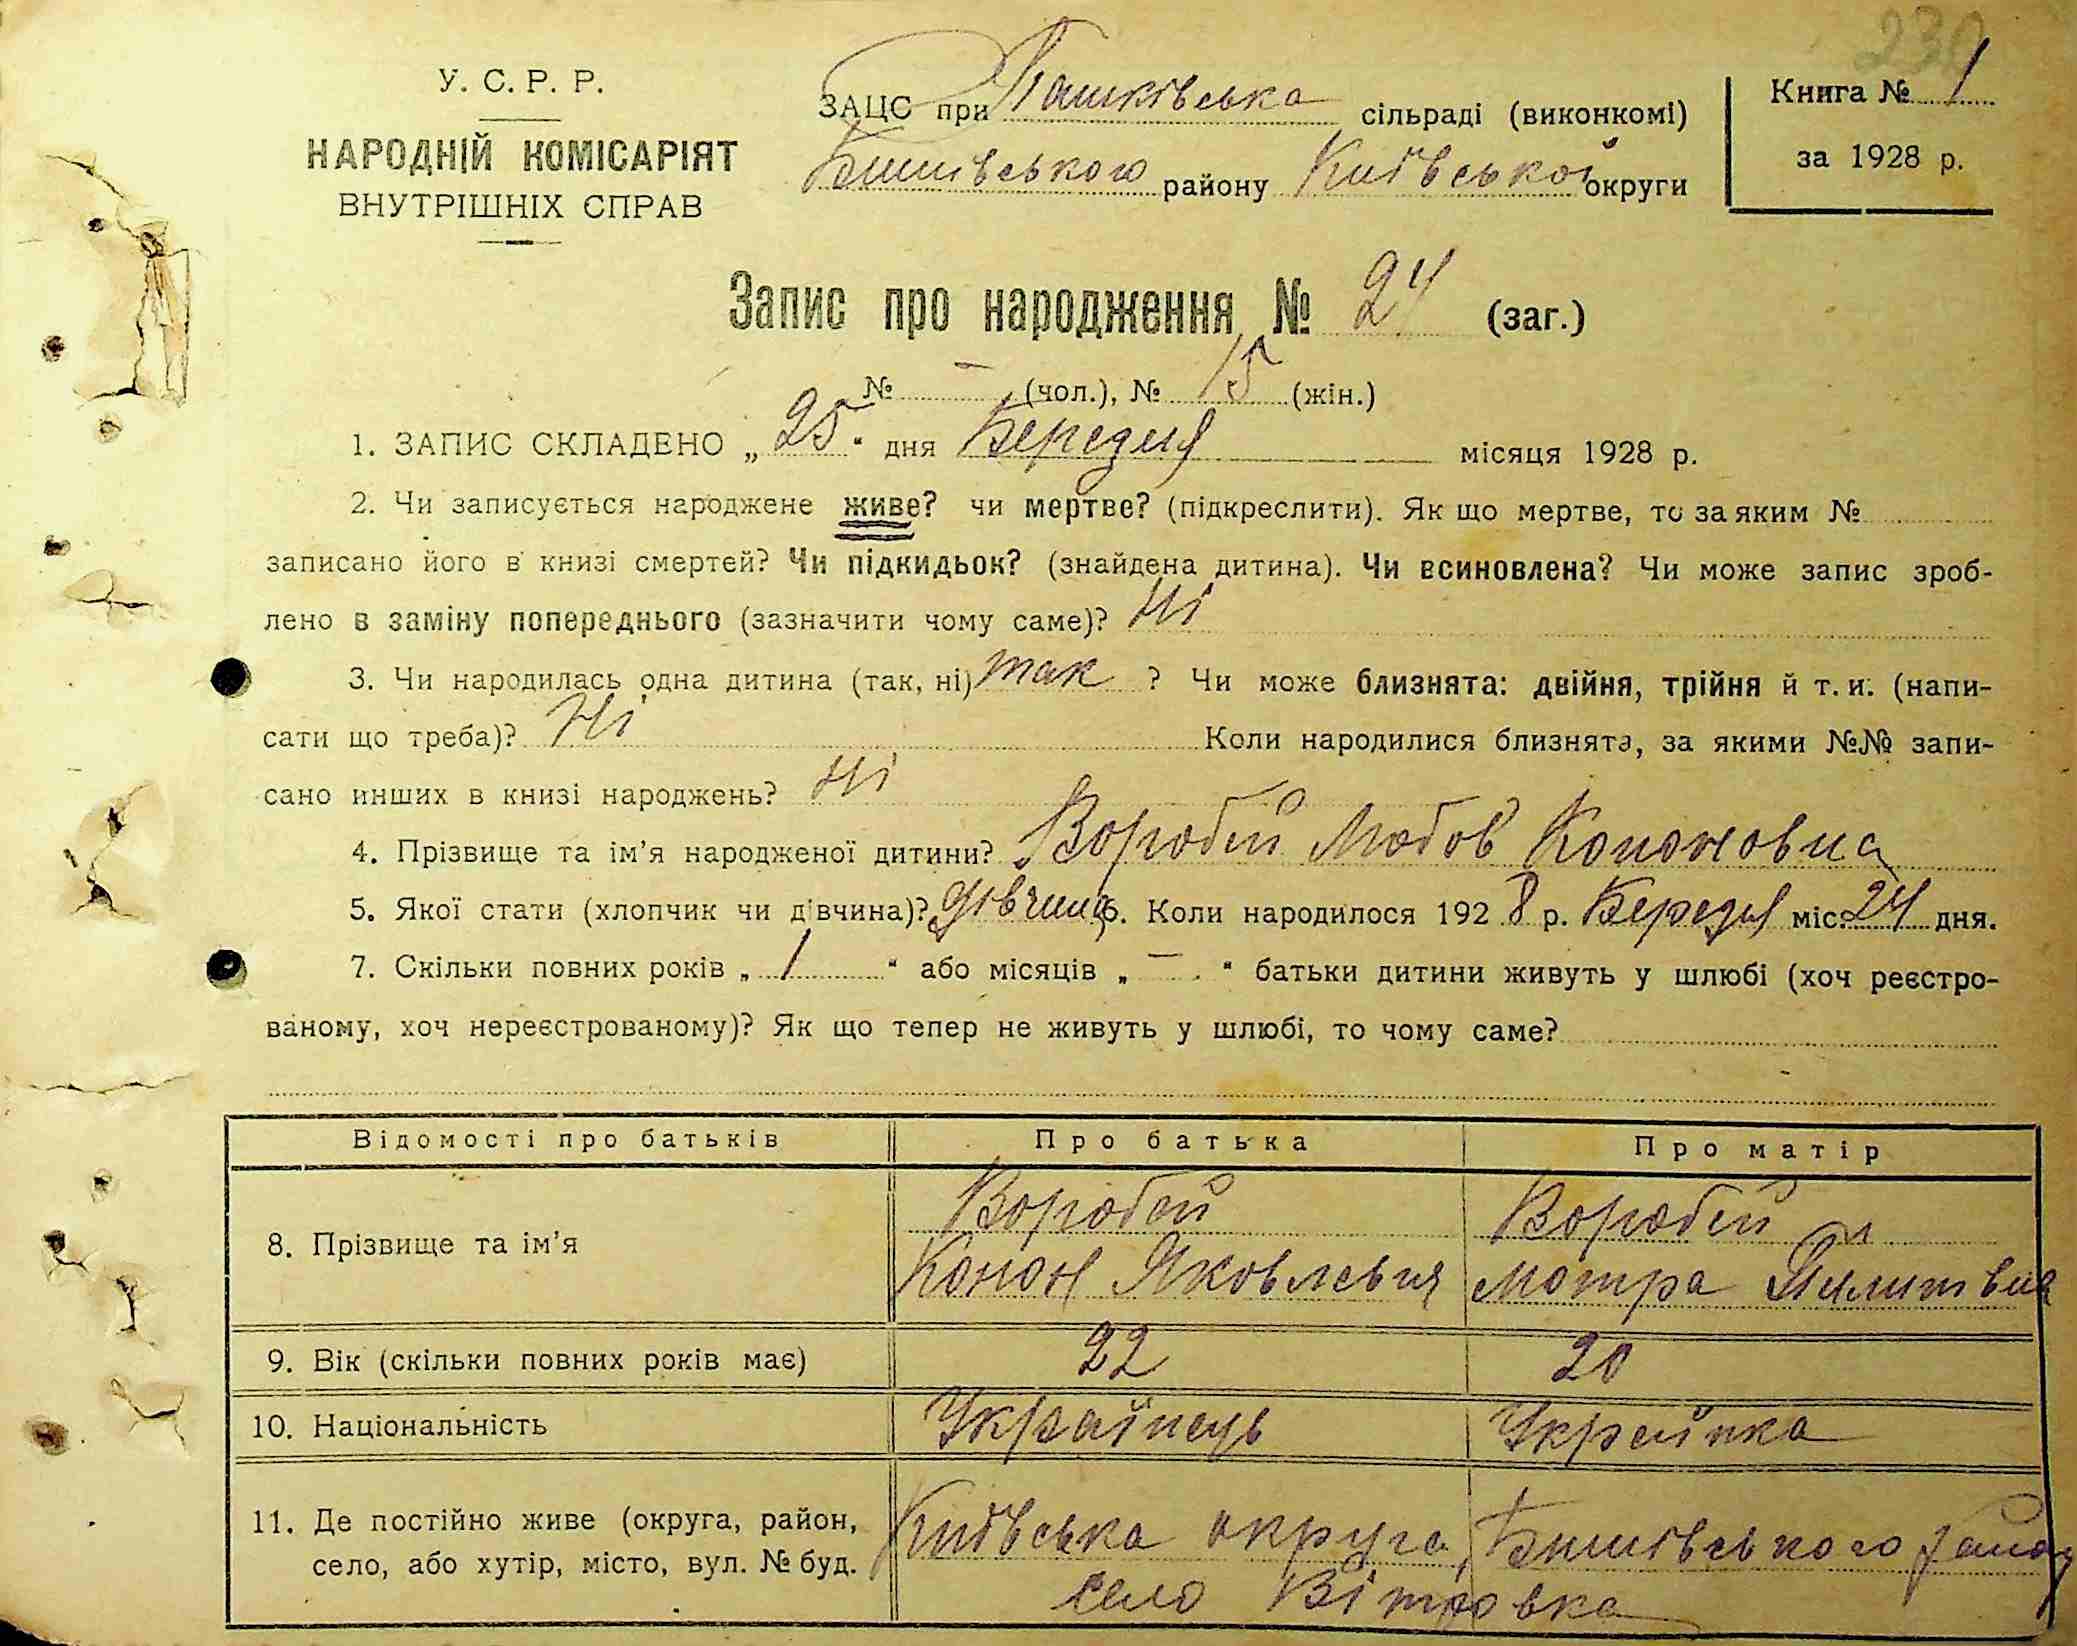 230
У. С. Р. Р.
НАРОДНІЙ КОМІСАРІЯТ
ВНУТРІШНІХ СПРАВ
ЗАЦС при Пашківська сільраді (виконкомі)
Бишівського району Київської округи
Книга № 1
за 1928 р.
Запис про народження № 24 (заг.)
№ – (чол.), № 15 (жін.)
1. ЗАПИС СКЛАДЕНО „ 25 “ дня Березня місяця 1928 р.
2. Чи записується народжене живе? чи мертве? (підкреслити). Як що мертве, то за яким №
записано його в книзі смертей? Чи підкидьок? (знайдена дитина). Чи всиновлена? Чи може запис зроб-
лено в заміну попереднього (зазначити чому саме)? Ні
3. Чи народилась одна дитина (так, ні) так ? Чи може близнята: двійня, трійня й т. и. (напи-
сати що треба)? Ні Коли народилися близнята, за якими №№ запи-
сано инших в книзі народжень? Ні
4. Прізвище та ім’я народженої дитини? Воробей Любов Кононовна
5. Якої стати (хлопчик чи дівчина)? дівчина 6. Коли народилося 1928 р. Березня міс. 24 дня.
7. Скільки повних років „ 1 “ або місяців „ – “ батьки дитини живуть у шлюбі (хоч реєстро-
ваному, хоч нереєстрованому)? Як що тепер не живуть у шлюбі, то чому саме?
Відомості про батьків Про батька Про матір
8. Прізвище та ім’я Воробей Воробей
Конон Яковлевич Мотра Пилитвна
9. Вік (скільки повних років має) 22 20
10. Національність Українець Українка
11. Де постійно живе (округа, район, Київська округа, Бишівського району
село, або хутір, місто, вул. № буд. село Вітровка